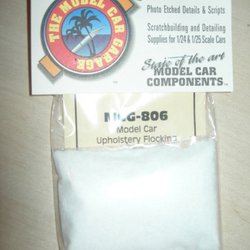 THE MODEL CAR GARAGE
Photo Etched Details & Scripts
Scratchbuilding and Detailing
Supplies for 1/24 & 1/25 Scale Cars
State of the art
MODEL CAR
COMPONENTS™
MCG-806
Model Car
Upholstery Flocking